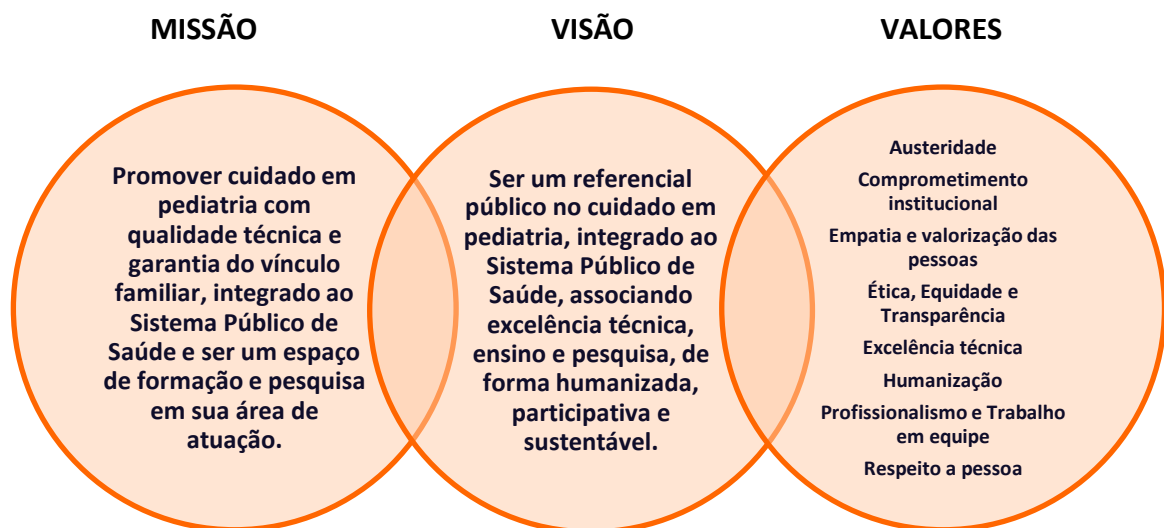 MISSÃO
VISÃO
VALORES
Promover cuidado em
pediatria com
qualidade técnica e
garantia do vínculo
familiar, integrado ao
Sistema Público de
Saúde e ser um espaço
de formação e pesquisa
em sua área de
atuação.
Ser um referencial
público no cuidado em
pediatria, integrado ao
Sistema Público de
Saúde, associando
excelência técnica,
ensino e pesquisa, de
forma humanizada,
participativa e
sustentável.
Austeridade
Comprometimento
institucional
Empatia e valorização das
pessoas
Ética, Equidade e
Transparência
Excelência técnica
Humanização
Profissionalismo e Trabalho
em equipe
Respeito a pessoa